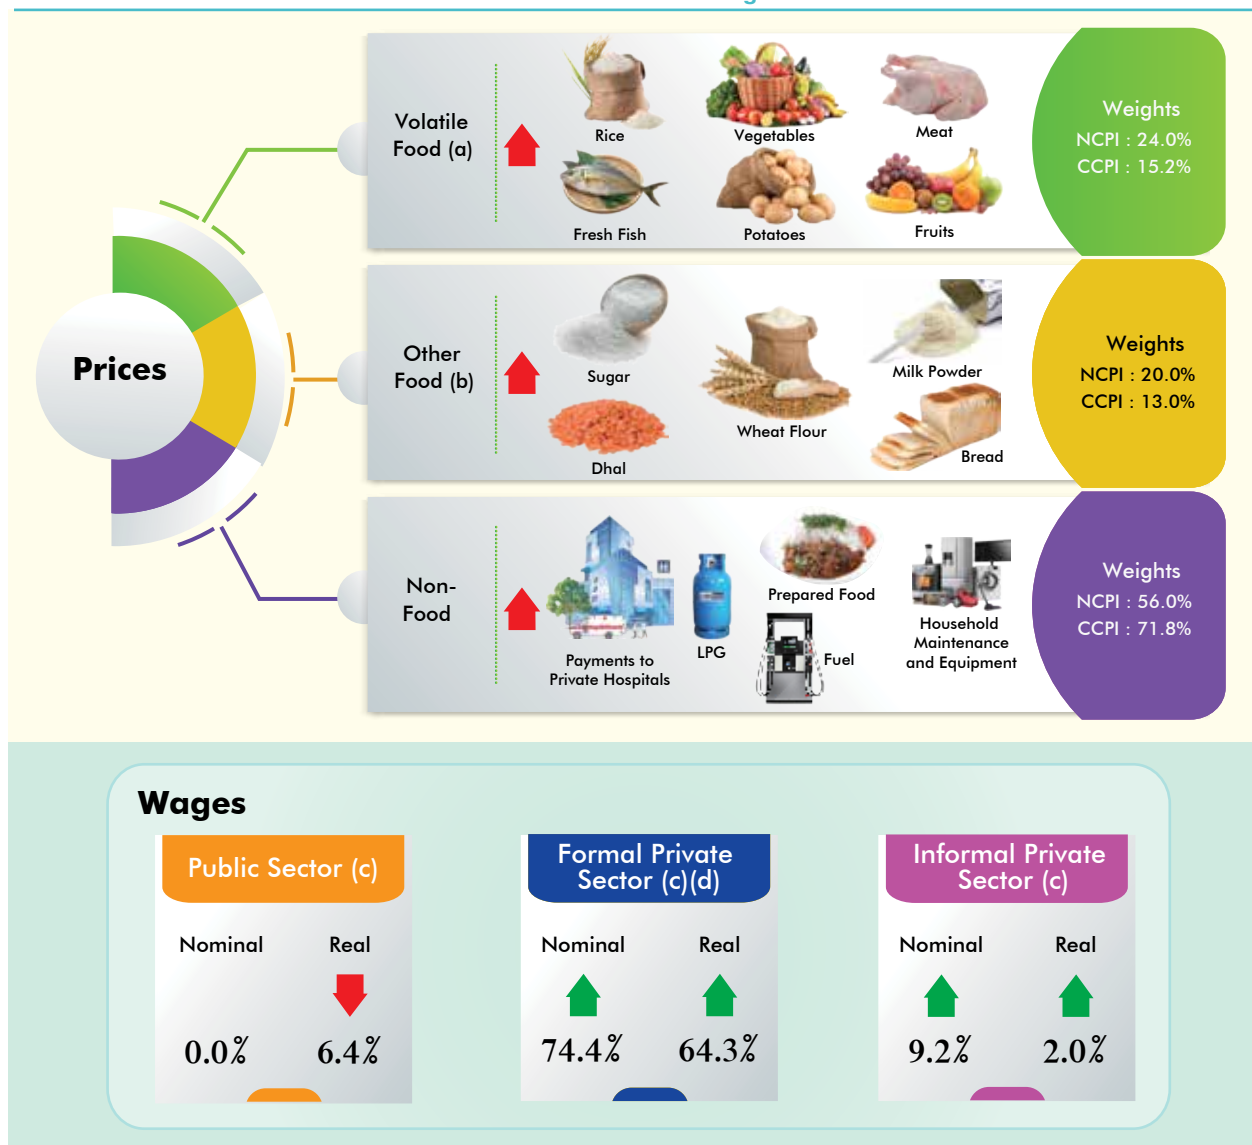 Prices
Volatile
Food (a)
Rice
Vegetables
Meat
Fresh Fish
Potatoes
Fruits
Weights
NCPI : 24.0%
CCPI : 15.2%
Other
Food (b)
Sugar
Wheat Flour
Milk Powder
Dhal
Bread
Weights
NCPI : 20.0%
CCPI : 13.0%
Non-
Food
Payments to
Private Hospitals
LPG
Prepared Food
Fuel
Household
Maintenance
and Equipment
Weights
NCPI : 56.0%
CCPI : 71.8%
Wages
Public Sector (c)
Nominal
Real
0.0%
6.4%
Formal Private
Sector (c)(d)
Nominal
Real
74.4%
64.3%
Informal Private
Sector (c)
Nominal
Real
9.2%
2.0%